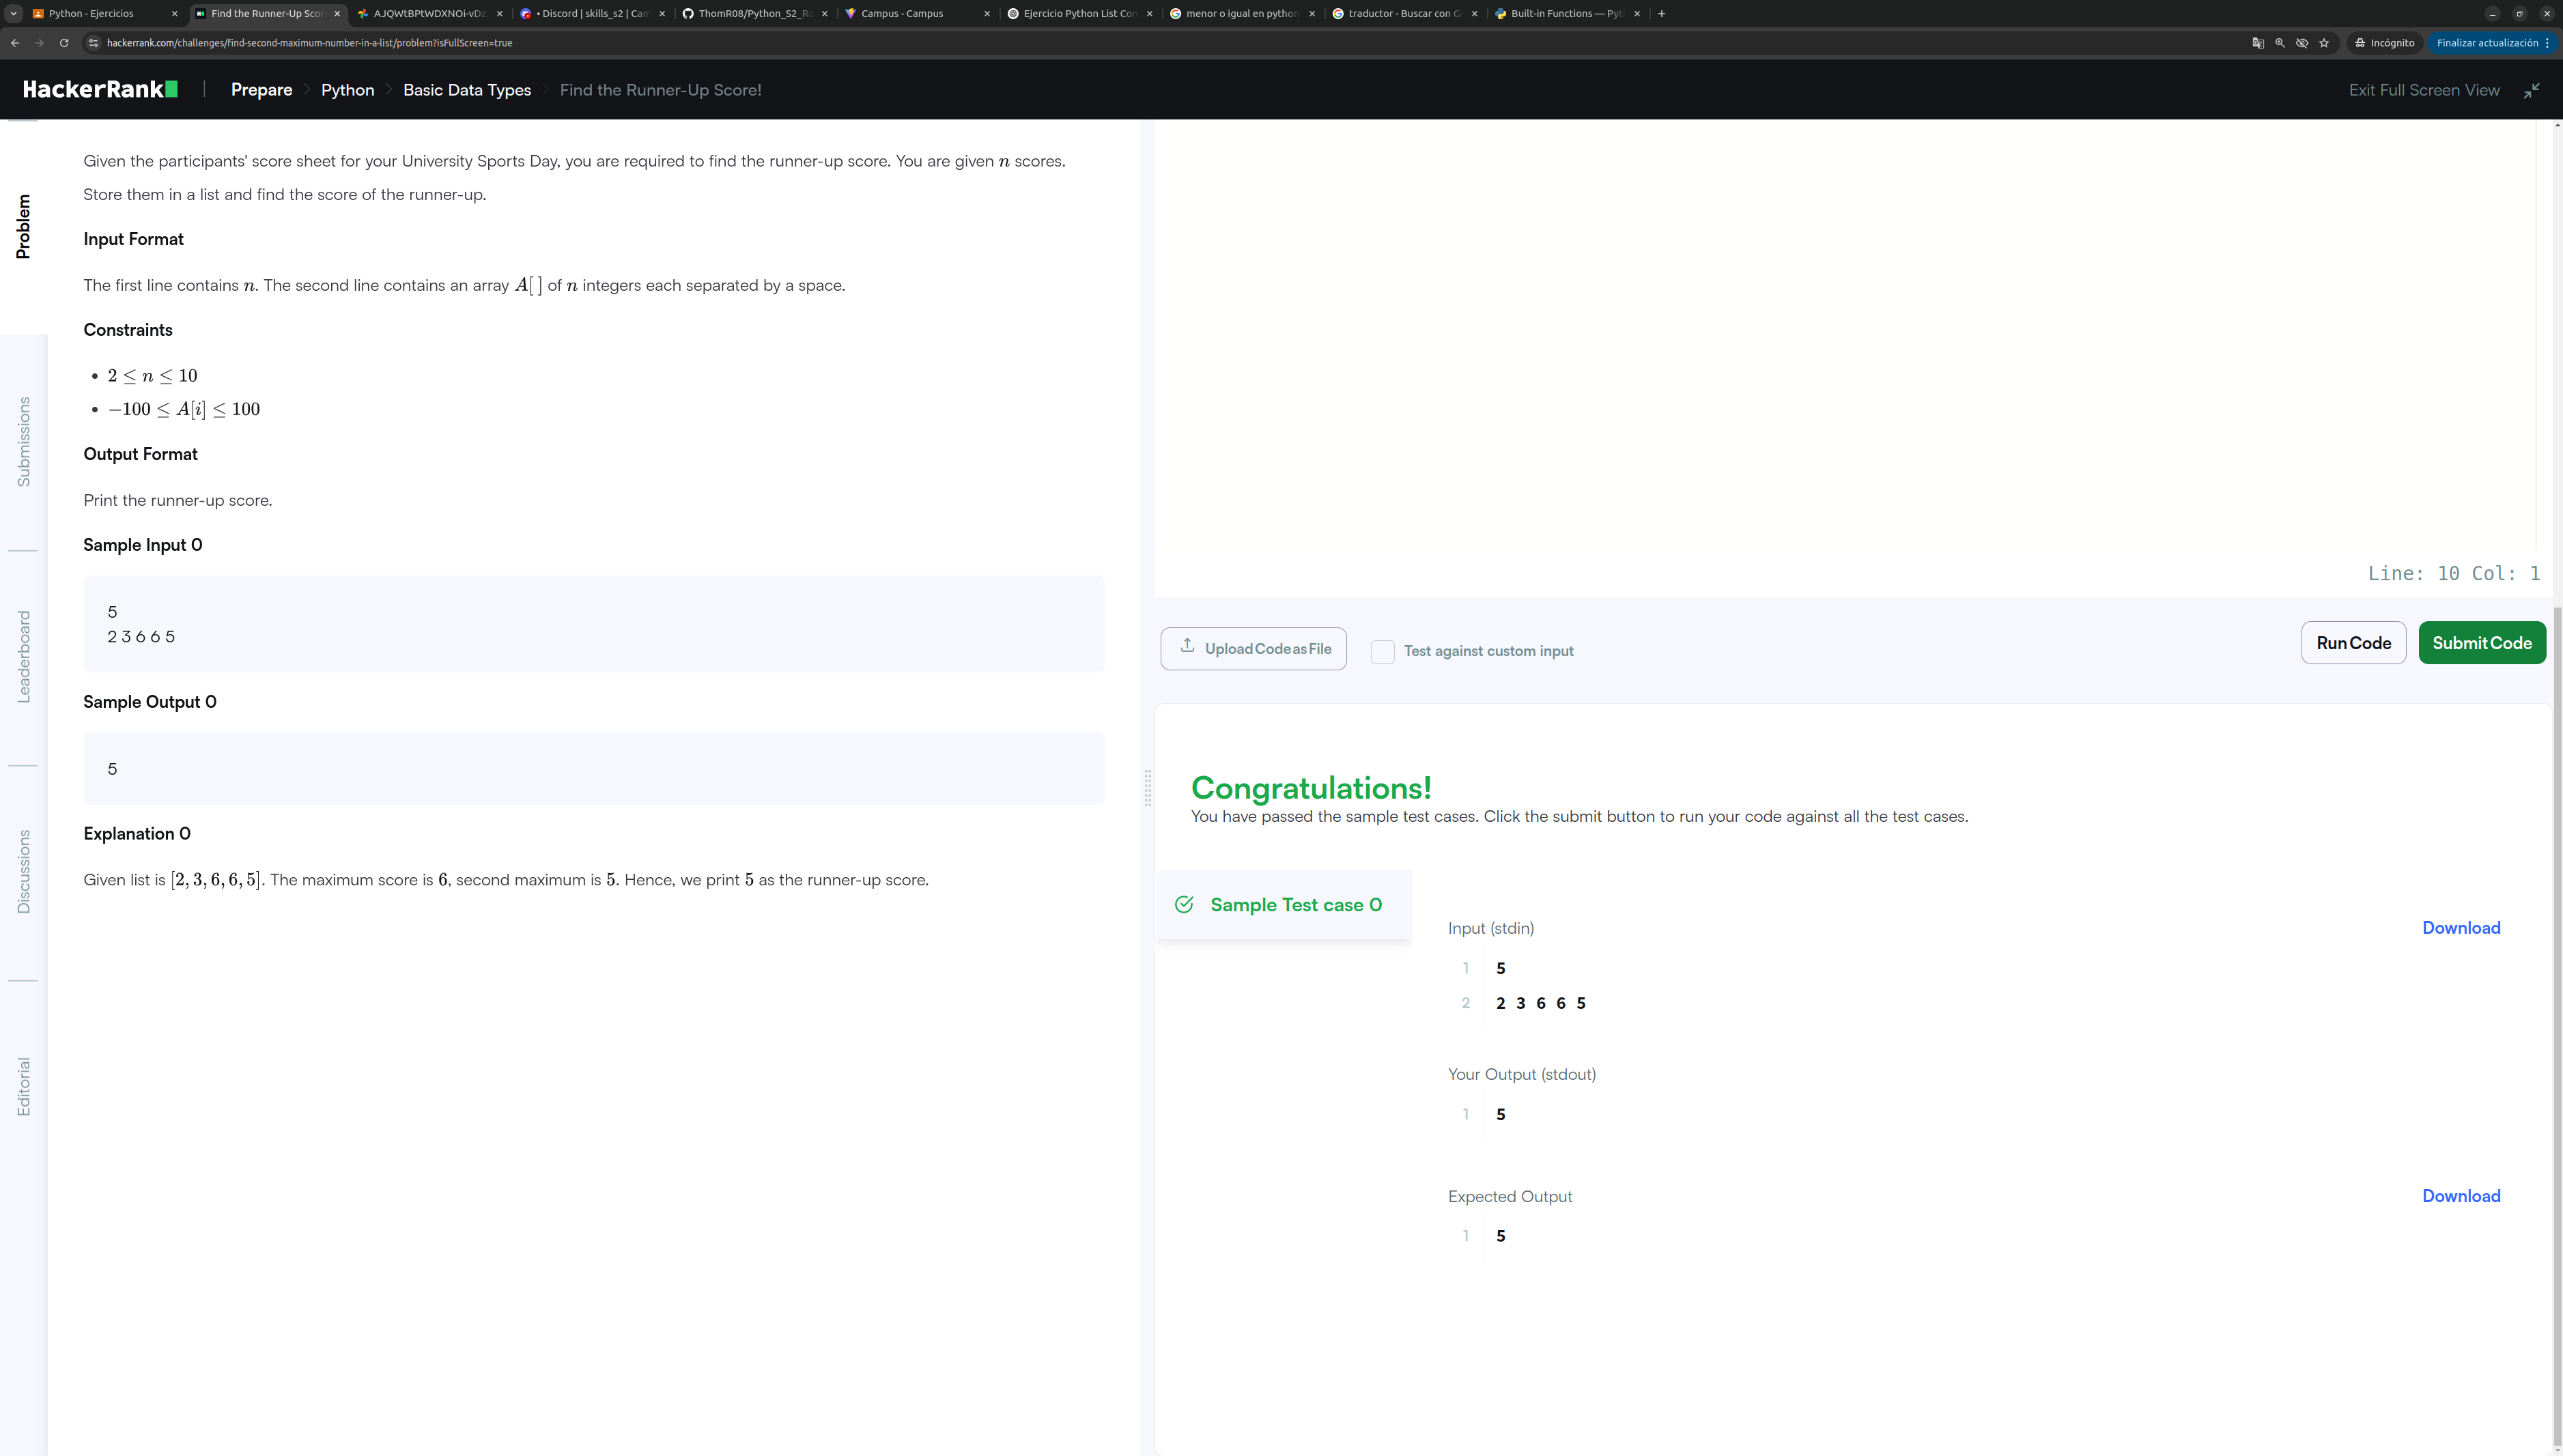 Python - Ejercicios
Find the Runner-Up Scor
AJQWtBPtWDXNOi-vDz
• Discord | skills_s2 | Cam
ThomR08/Python_S2_Ra
Campus - Campus
Ejercicio Python List Con
menor o igual en python
traductor - Buscar con G
Built-in Functions — Pyt
hackerrank.com/challenges/find-second-maximum-number-in-a-list/problem?isFullScreen=true
Incógnito
Finalizar actualización
HackerRank
Prepare
Python
Basic Data Types
Find the Runner-Up Score!
Exit Full Screen View
Problem
Submissions
Leaderboard
Discussions
Editorial
Given the participants' score sheet for your University Sports Day, you are required to find the runner-up score. You are given n scores.
Store them in a list and find the score of the runner-up.
Input Format
The first line contains n. The second line contains an array A[ ] of n integers each separated by a space.
Constraints
• 2 ≤ n ≤ 10
• −100 ≤ A[i] ≤ 100
Output Format
Print the runner-up score.
Sample Input 0
5
2 3 6 6 5
Sample Output 0
5
Explanation 0
Given list is [2, 3, 6, 6, 5]. The maximum score is 6, second maximum is 5. Hence, we print 5 as the runner-up score.
Line: 10 Col: 1
Upload Code as File
Test against custom input
Run Code
Submit Code
Congratulations!
You have passed the sample test cases. Click the submit button to run your code against all the test cases.
Sample Test case 0
Input (stdin)
Download
1 5
2 2 3 6 6 5
Your Output (stdout)
1 5
Expected Output
Download
1 5